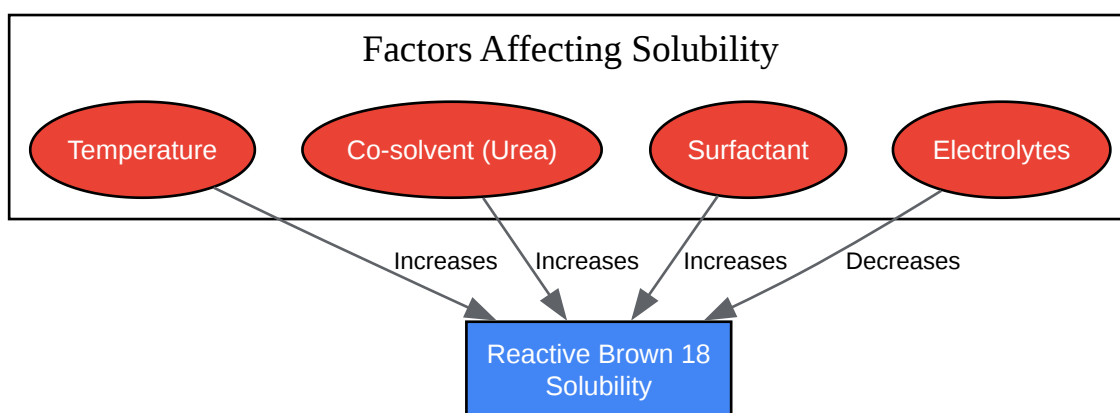 Factors Affecting Solubility
Temperature
Co-solvent (Urea)
Surfactant
Electrolytes
Increases
Increases
Increases
Decreases
Reactive Brown 18
Solubility